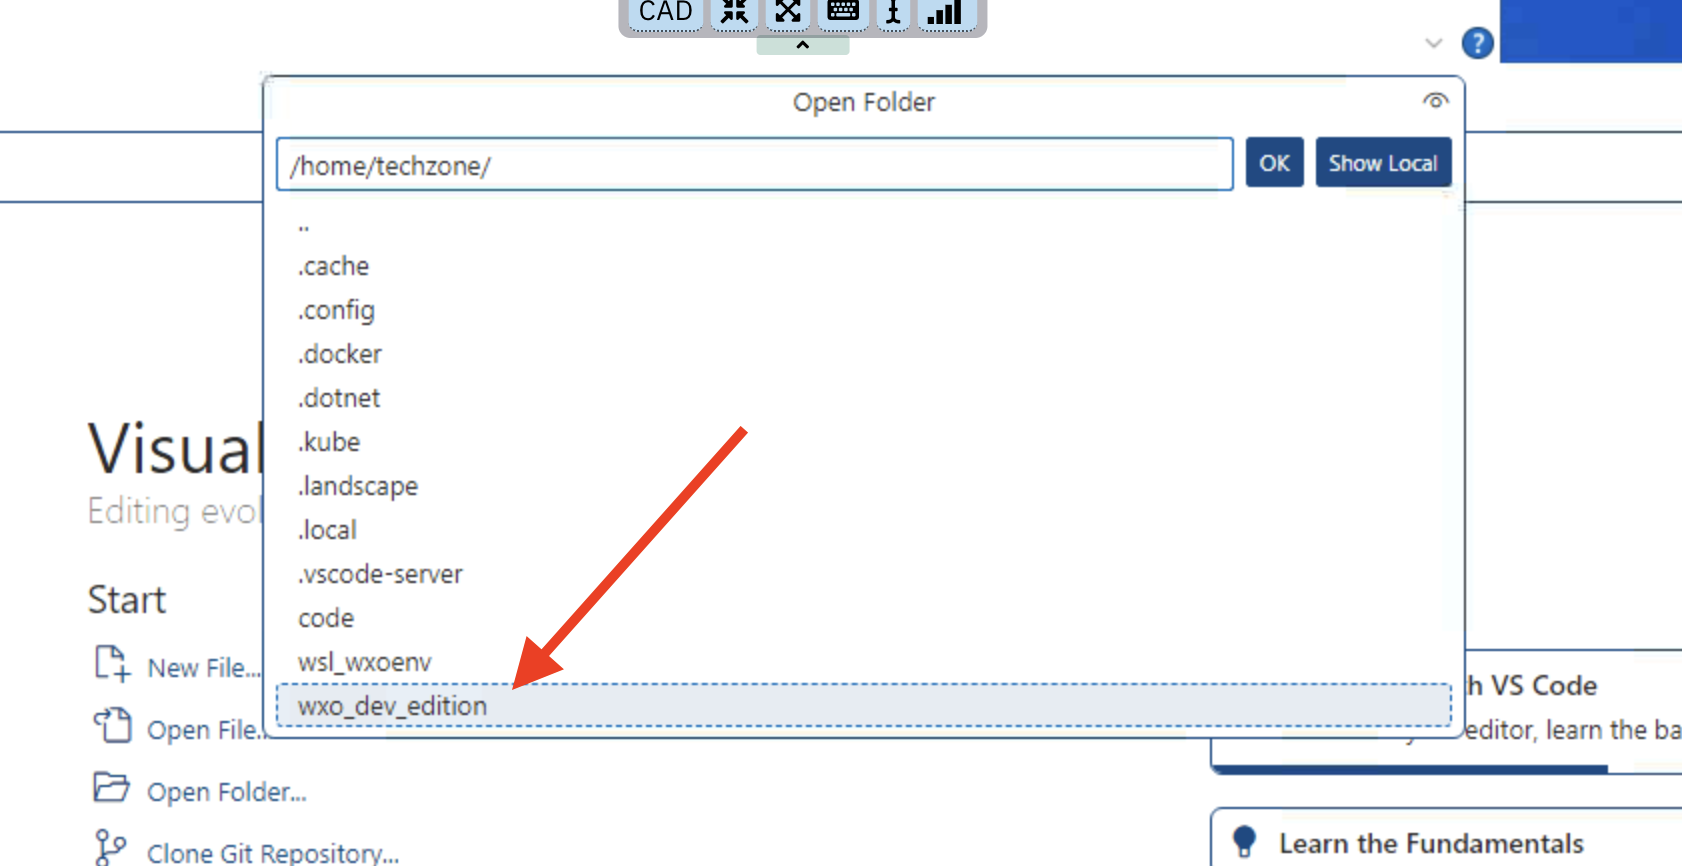 CAD
?
Open Folder
/home/techzone/
OK
Show Local
..
.cache
.config
.docker
.dotnet
.kube
.landscape
.local
.vscode-server
code
wsl_wxoenv
wxo_dev_edition
Visual
Editing evol
Start
New File...
Open File..
Open Folder...
Clone Git Repository...
h VS Code
editor, learn the ba
Learn the Fundamentals